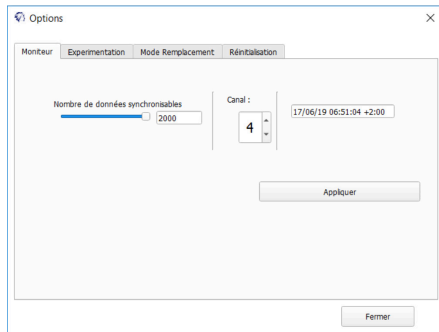 Options
Moniteur Experimentation Mode Remplacement Réinitialisation
Nombre de données synchronisables
2000
Canal :
4
17/06/19 06:51:04 +2:00
Appliquer
Fermer